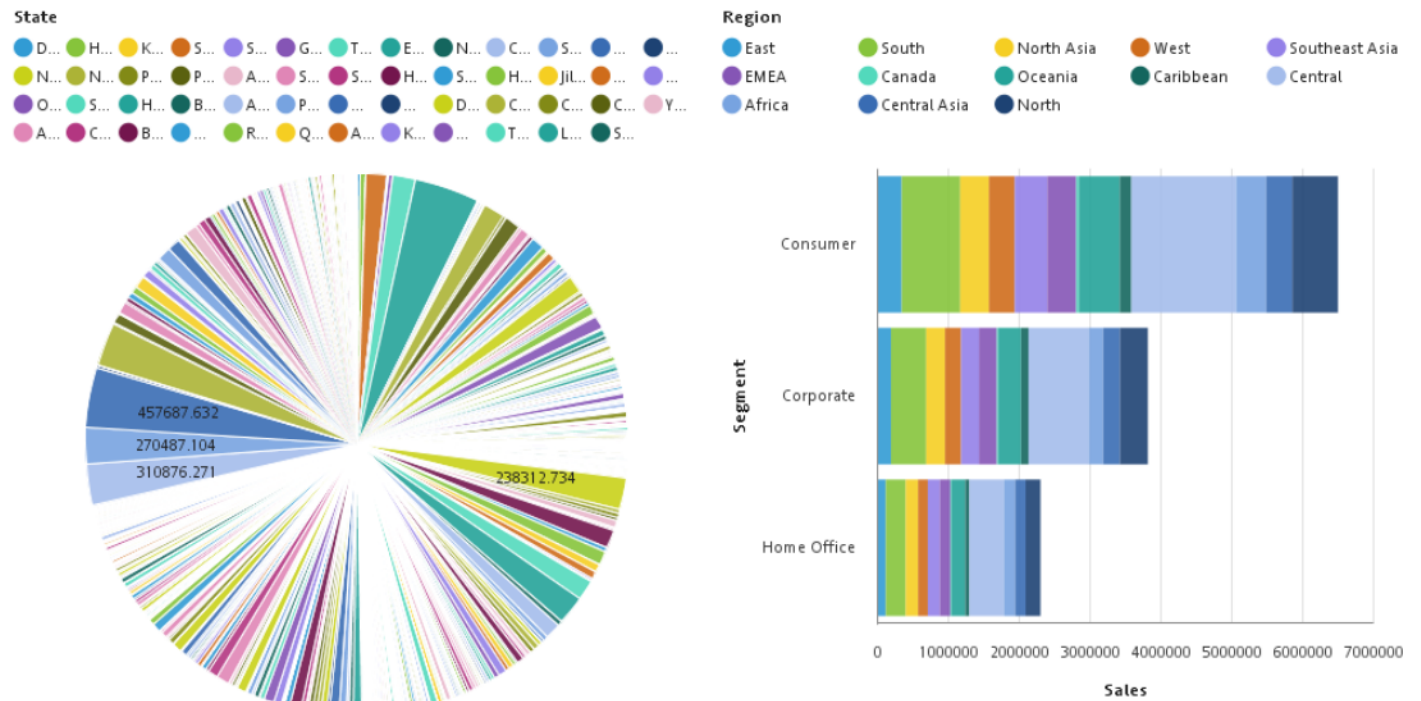 State
D... H... K... S... S... G... T... E... N... C... S... ... ...
N... N... P... P... A... S... S... H... S... H... Jil... ... ...
O... S... H... B... A... P... ... ... D... C... C... C... Y...
A... C... B... ... R... Q... A... K... ... T... L... S...
457687.632
270487.104
310876.271
238312.734
Region
East South North Asia West Southeast Asia
EMEA Canada Oceania Caribbean Central
Africa Central Asia North
Segment
Consumer
Corporate
Home Office
0 1000000 2000000 3000000 4000000 5000000 6000000 7000000
Sales